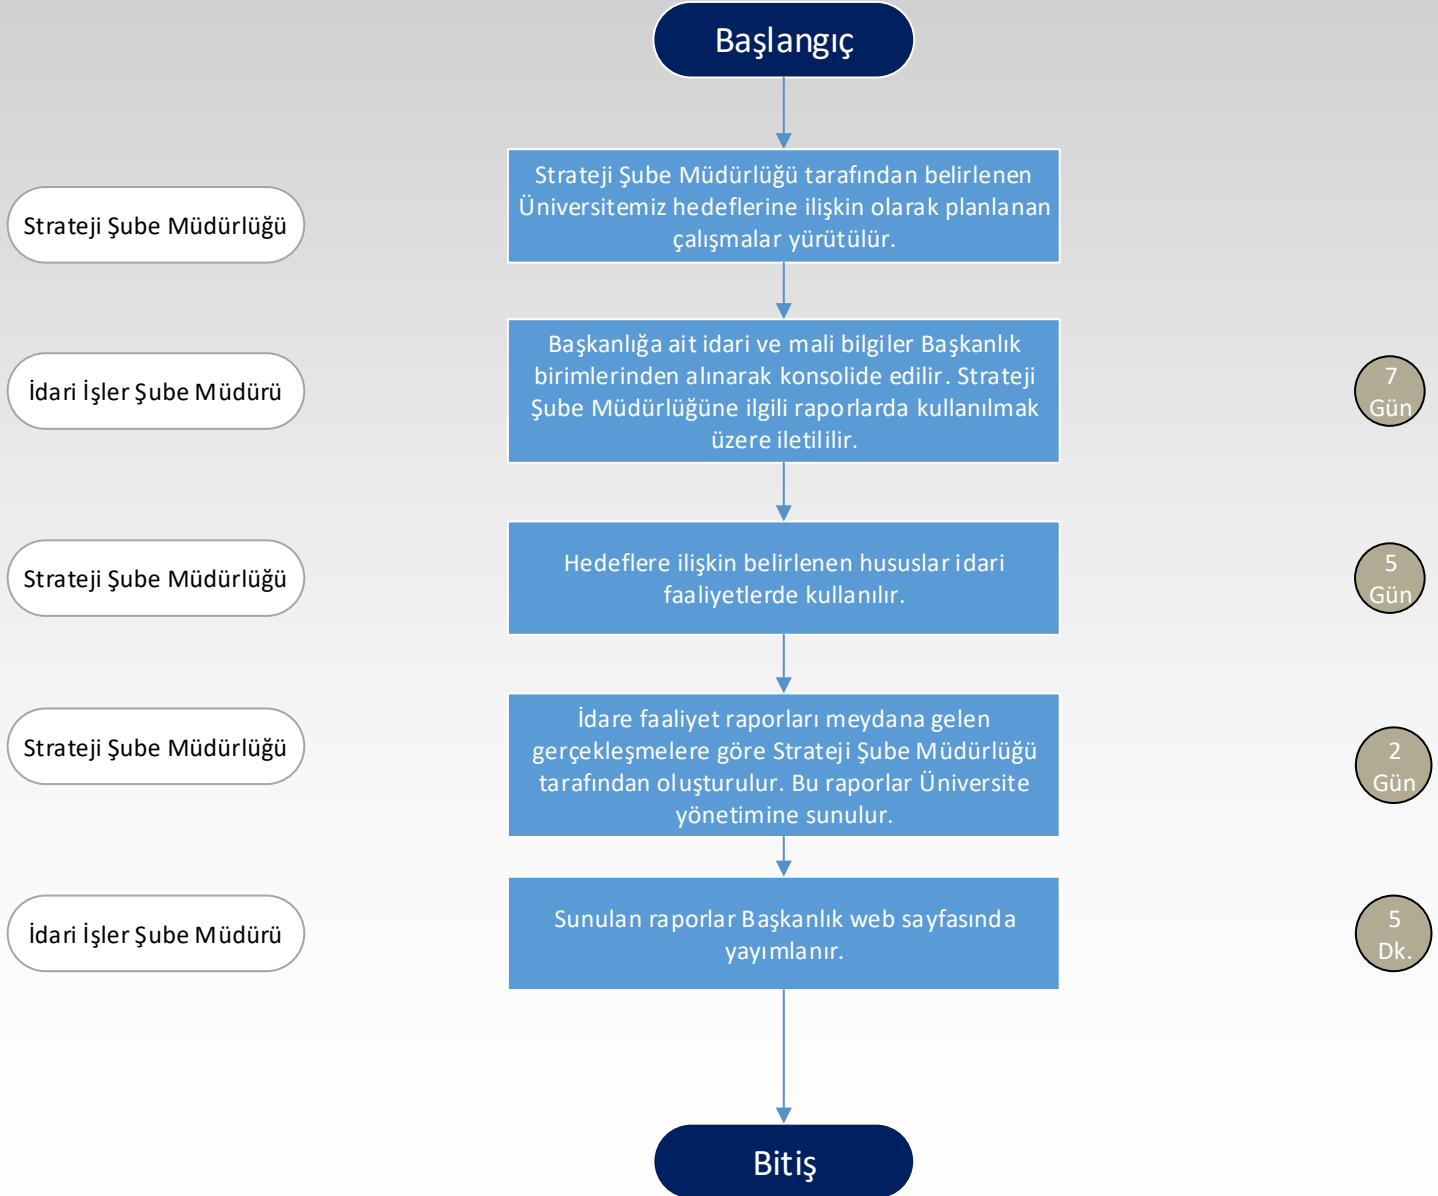 Başlangıç
Strateji Şube Müdürlüğü
Strateji Şube Müdürlüğü tarafından belirlenen
Üniversitemiz hedeflerine ilişkin olarak planlanan
çalışmalar yürütülür.
İdari İşler Şube Müdürü
Başkanlığa ait idari ve mali bilgiler Başkanlık
birimlerinden alınarak konsolide edilir. Strateji
Şube Müdürlüğüne ilgili raporlarda kullanılmak
üzere iletililir.
7
Gün
Strateji Şube Müdürlüğü
Hedeflere ilişkin belirlenen hususlar idari
faaliyetlerde kullanılır.
5
Gün
Strateji Şube Müdürlüğü
İdare faaliyet raporları meydana gelen
gerçekleşmelere göre Strateji Şube Müdürlüğü
tarafından oluşturulur. Bu raporlar Üniversite
yönetimine sunulur.
2
Gün
İdari İşler Şube Müdürü
Sunulan raporlar Başkanlık web sayfasında
yayımlanır.
5
Dk.
Bitiş